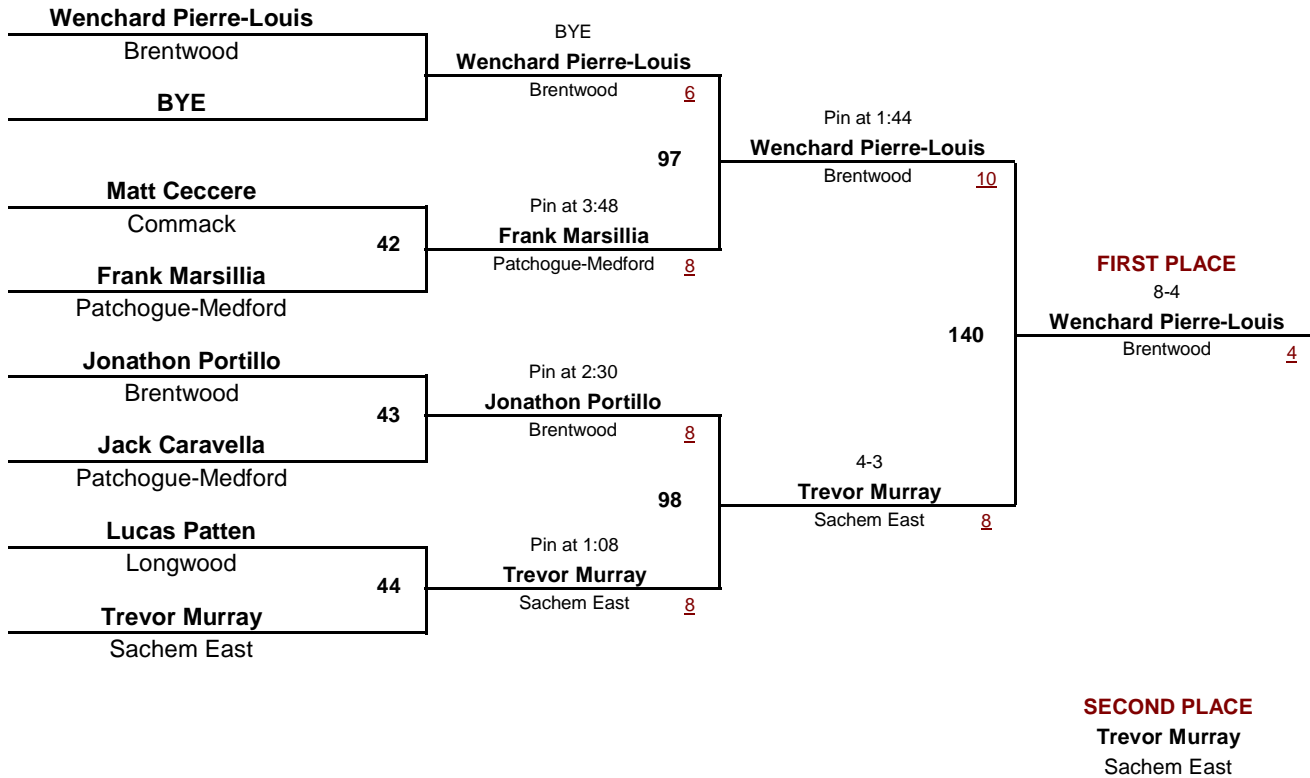 Wenchard Pierre-Louis
Brentwood
BYE
Matt Ceccere
Commack
42
Frank Marsillia
Patchogue-Medford
Jonathon Portillo
Brentwood
43
Jack Caravella
Patchogue-Medford
Lucas Patten
Longwood
44
Trevor Murray
Sachem East
BYE
Wenchard Pierre-Louis
Brentwood 6
97
Pin at 3:48
Frank Marsillia
Patchogue-Medford 8
Pin at 2:30
Jonathon Portillo
Brentwood 8
98
Pin at 1:08
Trevor Murray
Sachem East 8
Pin at 1:44
Wenchard Pierre-Louis
Brentwood 10
140
4-3
Trevor Murray
Sachem East 8
FIRST PLACE
8-4
Wenchard Pierre-Louis
Brentwood 4
SECOND PLACE
Trevor Murray
Sachem East